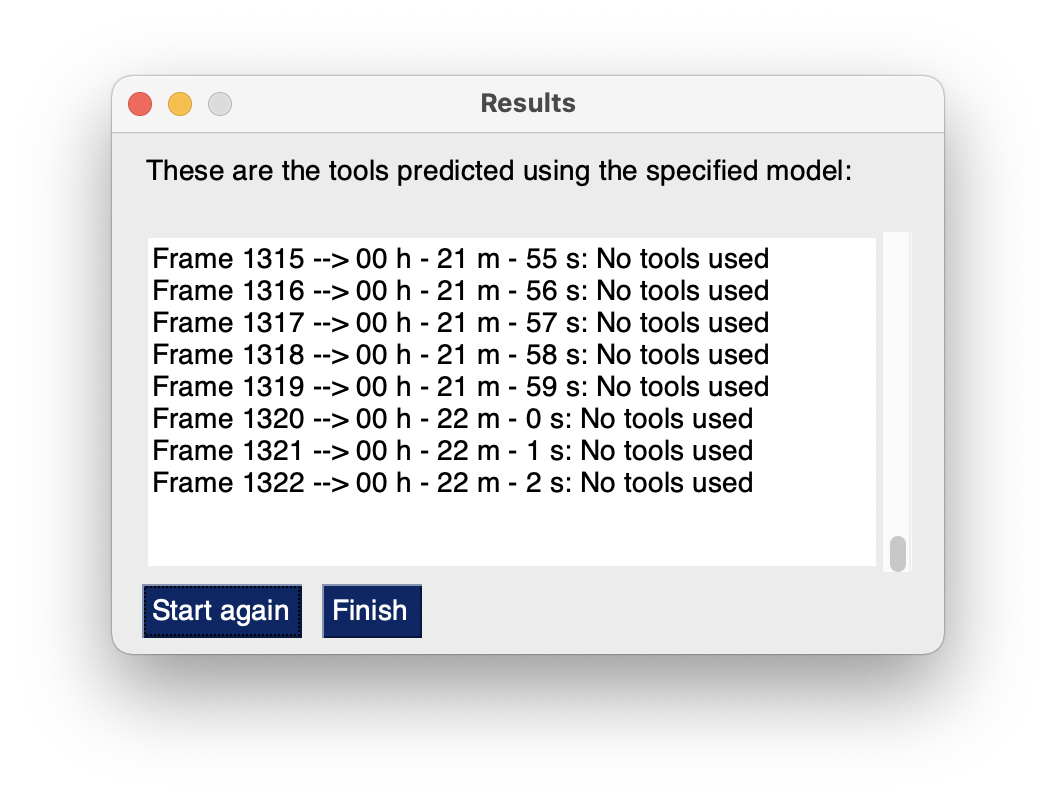 Results
These are the tools predicted using the specified model:
Frame 1315 --> 00 h - 21 m - 55 s: No tools used
Frame 1316 --> 00 h - 21 m - 56 s: No tools used
Frame 1317 --> 00 h - 21 m - 57 s: No tools used
Frame 1318 --> 00 h - 21 m - 58 s: No tools used
Frame 1319 --> 00 h - 21 m - 59 s: No tools used
Frame 1320 --> 00 h - 22 m - 0 s: No tools used
Frame 1321 --> 00 h - 22 m - 1 s: No tools used
Frame 1322 --> 00 h - 22 m - 2 s: No tools used
Start again Finish